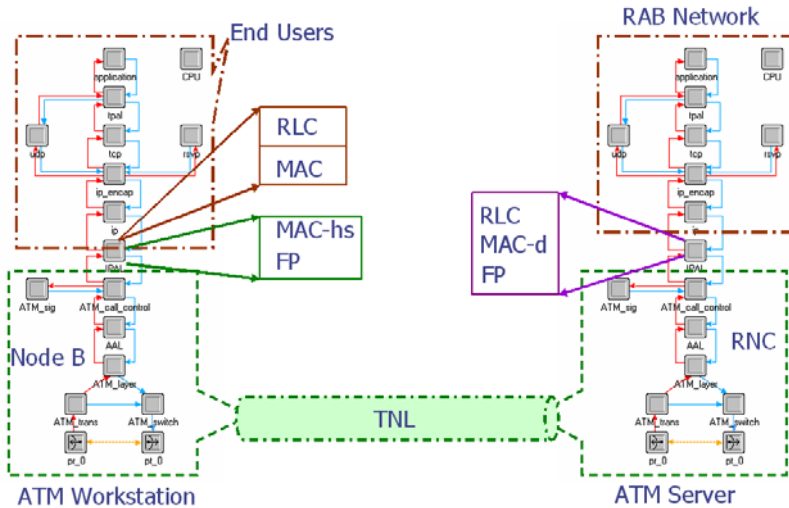 End Users
RAB Network
application
CPU
tpal
udp
tcp
rsvp
ip_encap
ip
IPAL
RLC
MAC
MAC-hs
FP
ATM_sig
ATM_call_control
AAL
Node B
ATM_layer
ATM_trans
ATM_switch
pr_0
pt_0
ATM Workstation
TNL
application
CPU
tpal
udp
tcp
rsvp
ip_encap
ip
IPAL
RLC
MAC-d
FP
ATM_sig
ATM_call_control
AAL
RNC
ATM_layer
ATM_trans
ATM_switch
pr_0
pt_0
ATM Server